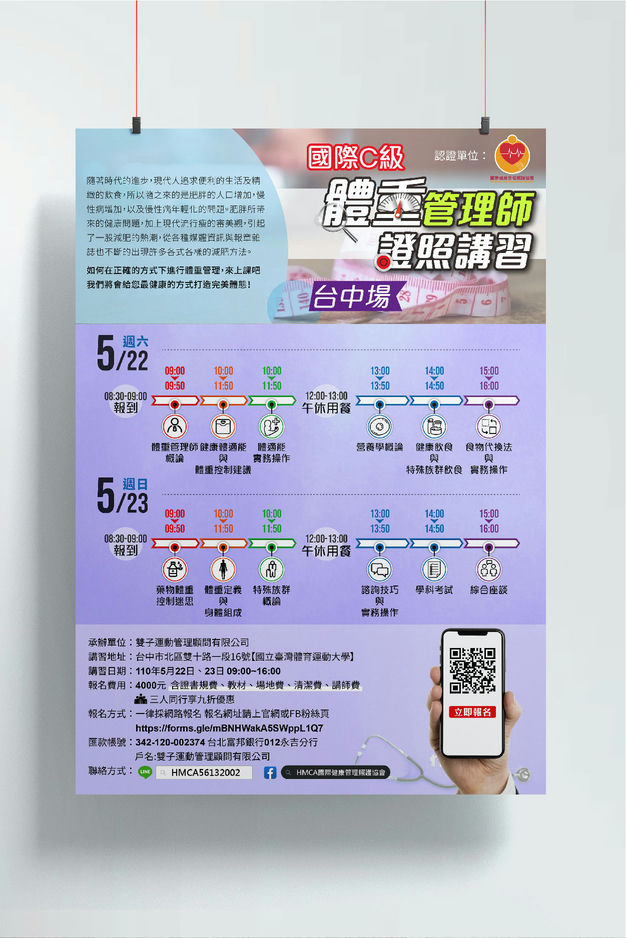 國際C級
認證單位：
體重管理師
證照講習
台中場
隨著時代的進步，現代人追求便利的生活及精
緻的飲食，所以隨之來的是肥胖的人口增加，慢
性病增加，以及慢性病年輕化的問題。肥胖所帶
來的健康問題，加上現代流行瘦的審美觀，引起
了一股減肥的熱潮，從各種媒體資訊與報章雜
誌也不斷的出現許多各式各樣的減肥方法。
如何在正確的方式下進行體重管理，來上課吧
我們將會給您最健康的方式打造完美體態！
5/22 週六
08:30-09:00 報到
09:00 09:50 體重管理師概論
10:00 11:50 健康體適能與體重控制建議
10:00 11:50 體適能實務操作
12:00-13:00 午休用餐
13:00 13:50 營養學概論
14:00 14:50 健康飲食與特殊族群飲食
15:00 16:00 食物代換法與實務操作
5/23 週日
08:30-09:00 報到
09:00 09:50 藥物體重控制迷思
10:00 11:50 體重定義與身體組成
10:00 11:50 特殊族群概論
12:00-13:00 午休用餐
13:00 13:50 諮詢技巧與實務操作
14:00 14:50 學科考試
15:00 16:00 綜合座談
承辦單位：雙子運動管理顧問有限公司
講習地址：台中市北區雙十路一段16號【國立臺灣體育運動大學】
講習日期：110年5月22日、23日 09:00~16:00
報名費用：4000元 含證書規費、教材、場地費、清潔費、講師費
三人同行享九折優惠
報名方式：一律採網路報名 報名網址請上官網或FB粉絲頁
https://forms.gle/mBNHWakA5SWppL1Q7
匯款帳號：342-120-002374 台北富邦銀行012永吉分行
戶名：雙子運動管理顧問有限公司
聯絡方式： LINE HMCA56132002 HMCA國際健康管理照護協會
立即報名